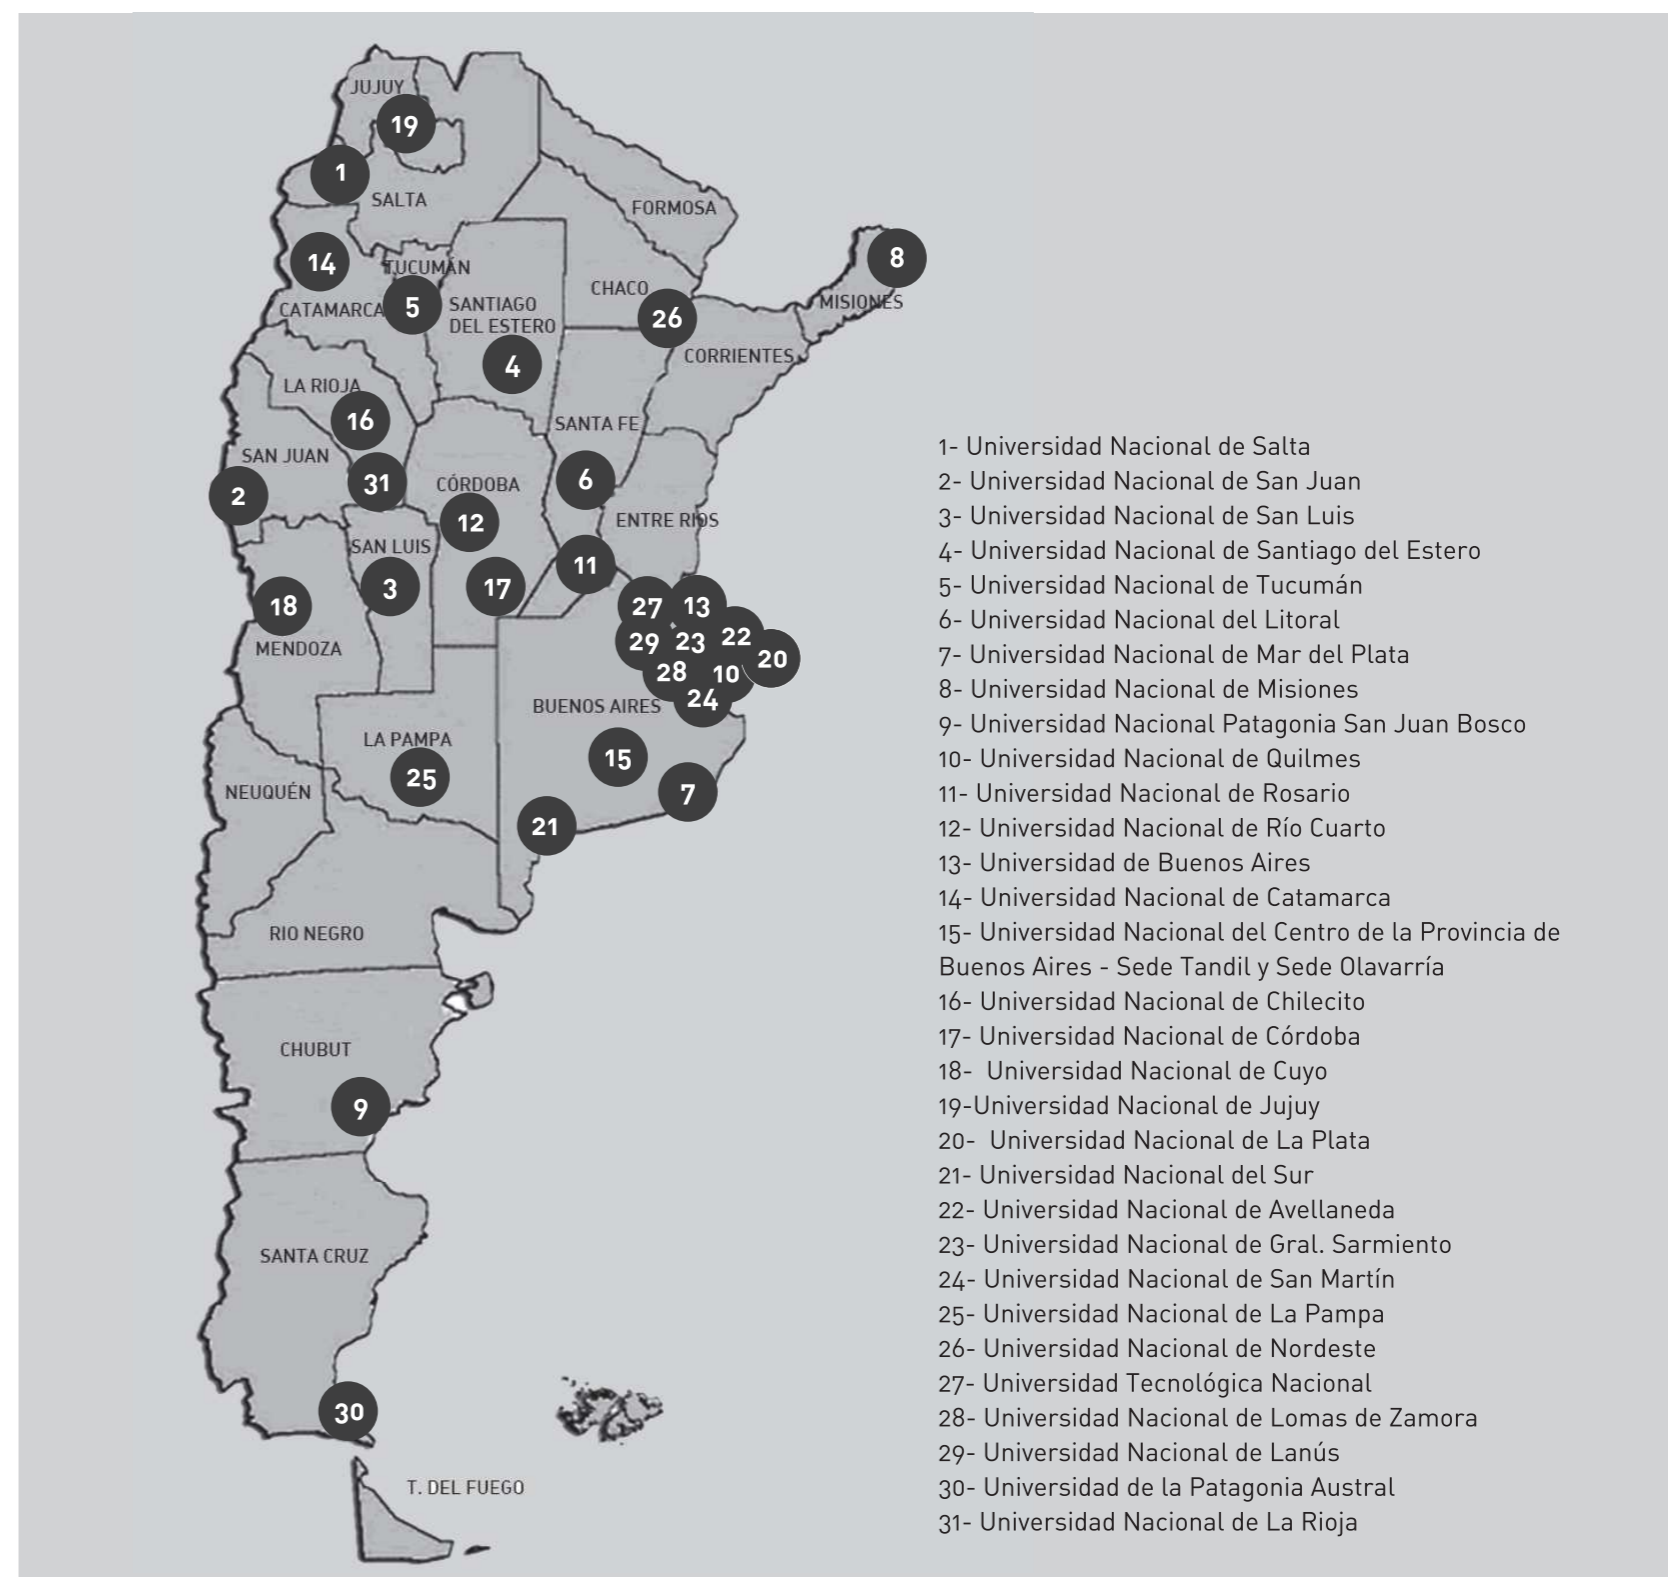 JUJUY
19
1
SALTA
FORMOSA
8
14
TUCUMÁN
CHACO
MISIONES
CATAMARCA
5
SANTIAGO
DEL ESTERO
26
CORRIENTES
4
LA RIOJA
16
SANTA FE
SAN JUAN
2
31
CÓRDOBA
6
12
ENTRE RIOS
SAN LUIS
11
3
17
18
27
13
MENDOZA
29
23
22
20
28
10
24
BUENOS AIRES
LA PAMPA
15
25
NEUQUÉN
7
21
RIO NEGRO
CHUBUT
9
SANTA CRUZ
30
T. DEL FUEGO
1- Universidad Nacional de Salta
2- Universidad Nacional de San Juan
3- Universidad Nacional de San Luis
4- Universidad Nacional de Santiago del Estero
5- Universidad Nacional de Tucumán
6- Universidad Nacional del Litoral
7- Universidad Nacional de Mar del Plata
8- Universidad Nacional de Misiones
9- Universidad Nacional Patagonia San Juan Bosco
10- Universidad Nacional de Quilmes
11- Universidad Nacional de Rosario
12- Universidad Nacional de Río Cuarto
13- Universidad de Buenos Aires
14- Universidad Nacional de Catamarca
15- Universidad Nacional del Centro de la Provincia de
Buenos Aires - Sede Tandil y Sede Olavarría
16- Universidad Nacional de Chilecito
17- Universidad Nacional de Córdoba
18- Universidad Nacional de Cuyo
19-Universidad Nacional de Jujuy
20- Universidad Nacional de La Plata
21- Universidad Nacional del Sur
22- Universidad Nacional de Avellaneda
23- Universidad Nacional de Gral. Sarmiento
24- Universidad Nacional de San Martín
25- Universidad Nacional de La Pampa
26- Universidad Nacional de Nordeste
27- Universidad Tecnológica Nacional
28- Universidad Nacional de Lomas de Zamora
29- Universidad Nacional de Lanús
30- Universidad de la Patagonia Austral
31- Universidad Nacional de La Rioja